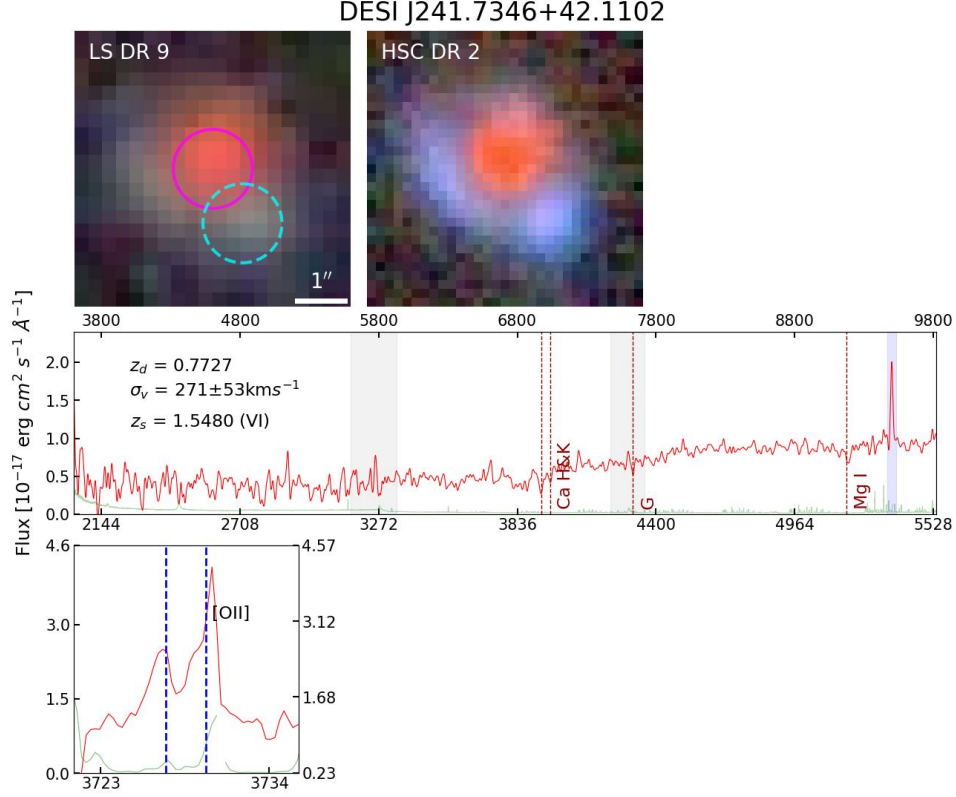 DESI J241.7346+42.1102
LS DR 9
HSC DR 2
1″
3800 4800 5800 6800 7800 8800 9800
Flux [10⁻¹⁷ erg cm² s⁻¹ Å⁻¹]
2.0
1.5
1.0
0.5
0.0
z_d = 0.7727
σ_v = 271±53kms⁻¹
z_s = 1.5480 (VI)
Ca H&K
G
Mg I
2144 2708 3272 3836 4400 4964 5528
4.6
3.0
1.5
0.0
[OII]
4.57
3.12
1.68
0.23
3723 3734